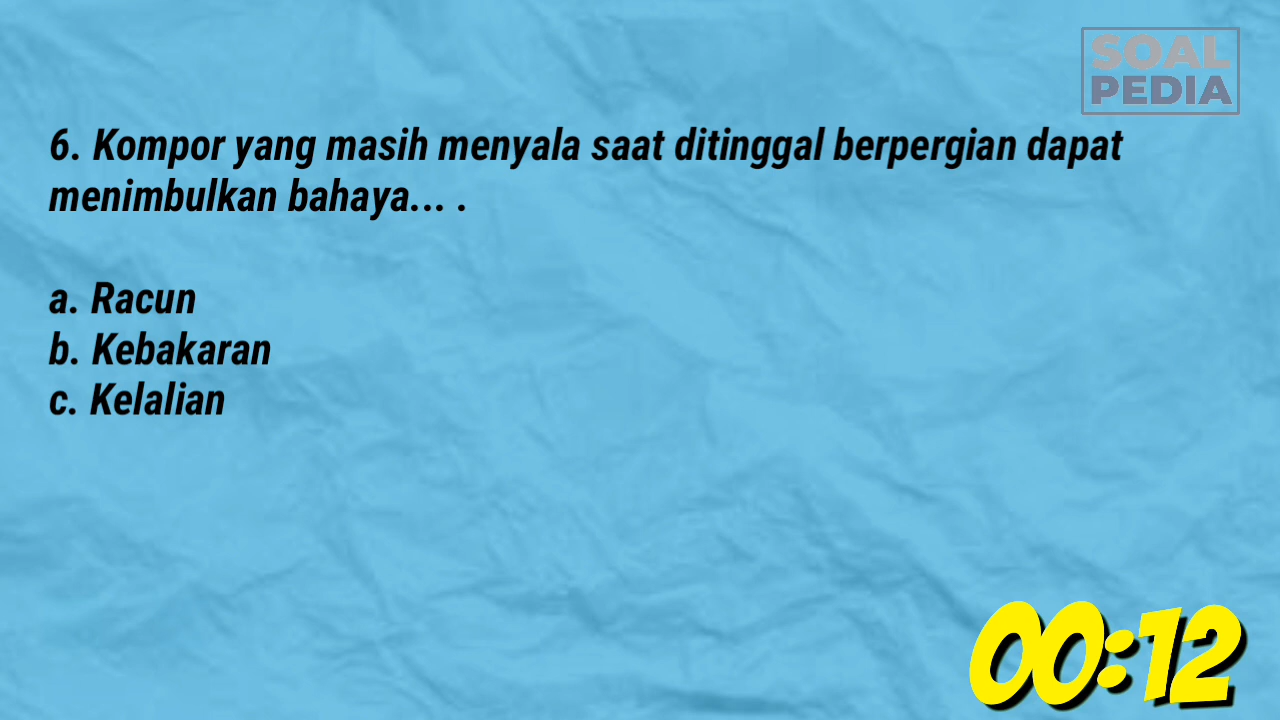 SOAL
PEDIA
6. Kompor yang masih menyala saat ditinggal berpergian dapat
menimbulkan bahaya... .
a. Racun
b. Kebakaran
c. Kelalian
00:12